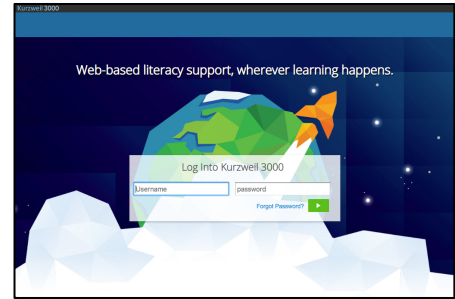 Kurzweil 3000
Web-based literacy support, wherever learning happens.
Log Into Kurzweil 3000
Username password
Forgot Password?